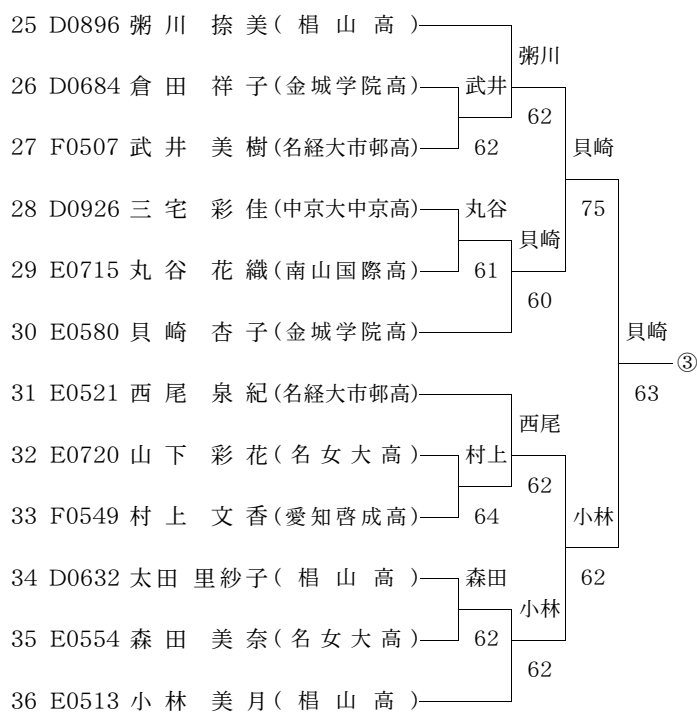 25 D0896 粥川 捺美(椙山高)
粥川
26 D0684 倉田 祥子(金城学院高)
武井
62
27 F0507 武井 美樹(名経大市邨高)
62
貝崎
28 D0926 三宅 彩佳(中京大中京高)
丸谷
75
貝崎
29 E0715 丸谷 花織(南山国際高)
61
60
30 E0580 貝崎 杏子(金城学院高)
貝崎
③
31 E0521 西尾 泉紀(名経大市邨高)
63
西尾
32 E0720 山下 彩花(名女大高)
村上
62
33 F0549 村上 文香(愛知啓成高)
64
小林
34 D0632 太田 里紗子(椙山高)
森田
62
小林
35 E0554 森田 美奈(名女大高)
62
62
36 E0513 小林 美月(椙山高)